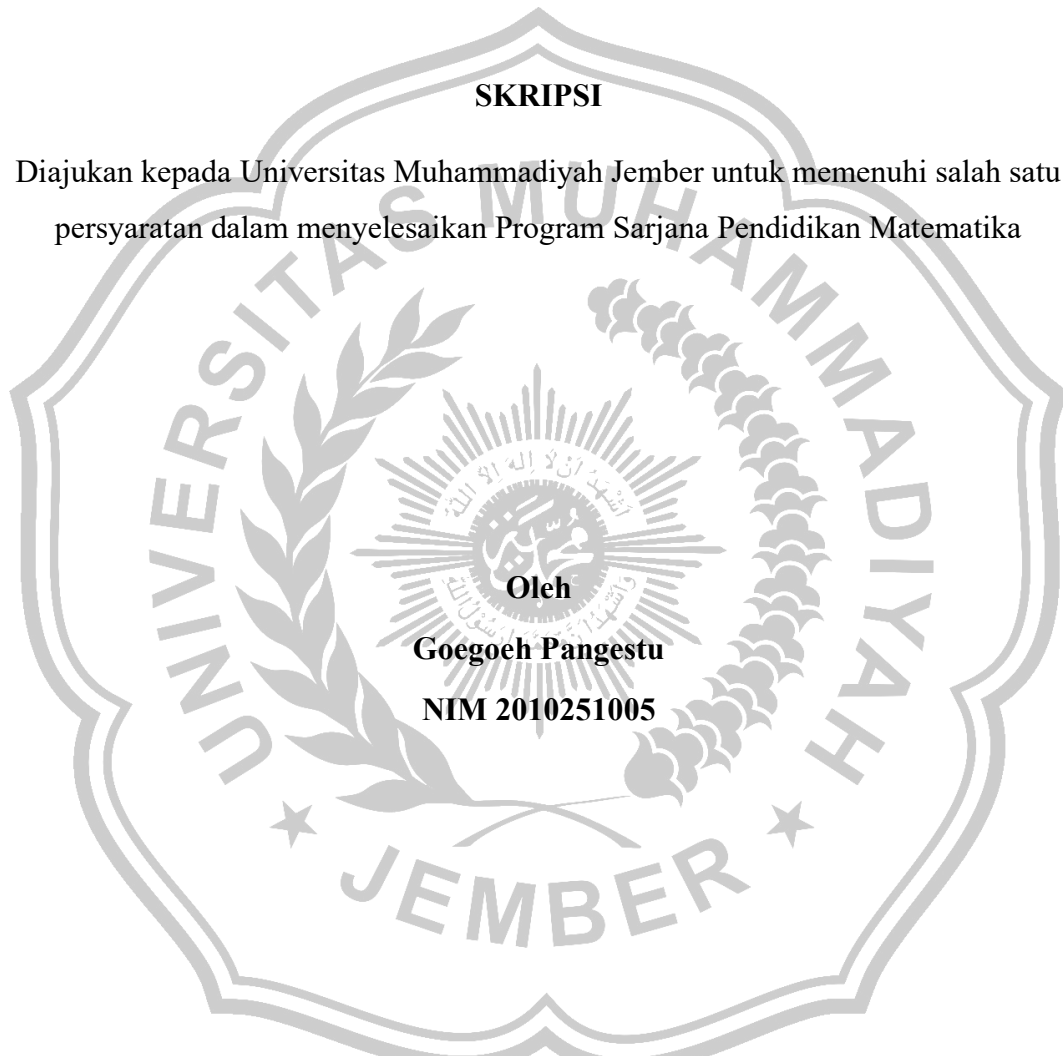 SKRIPSI
Diajukan kepada Universitas Muhammadiyah Jember untuk memenuhi salah satu
persyaratan dalam menyelesaikan Program Sarjana Pendidikan Matematika
UNIVERSITAS MUHAMMADIYAH
Oleh
Goegoeh Pangestu
NIM 2010251005
JEMBER